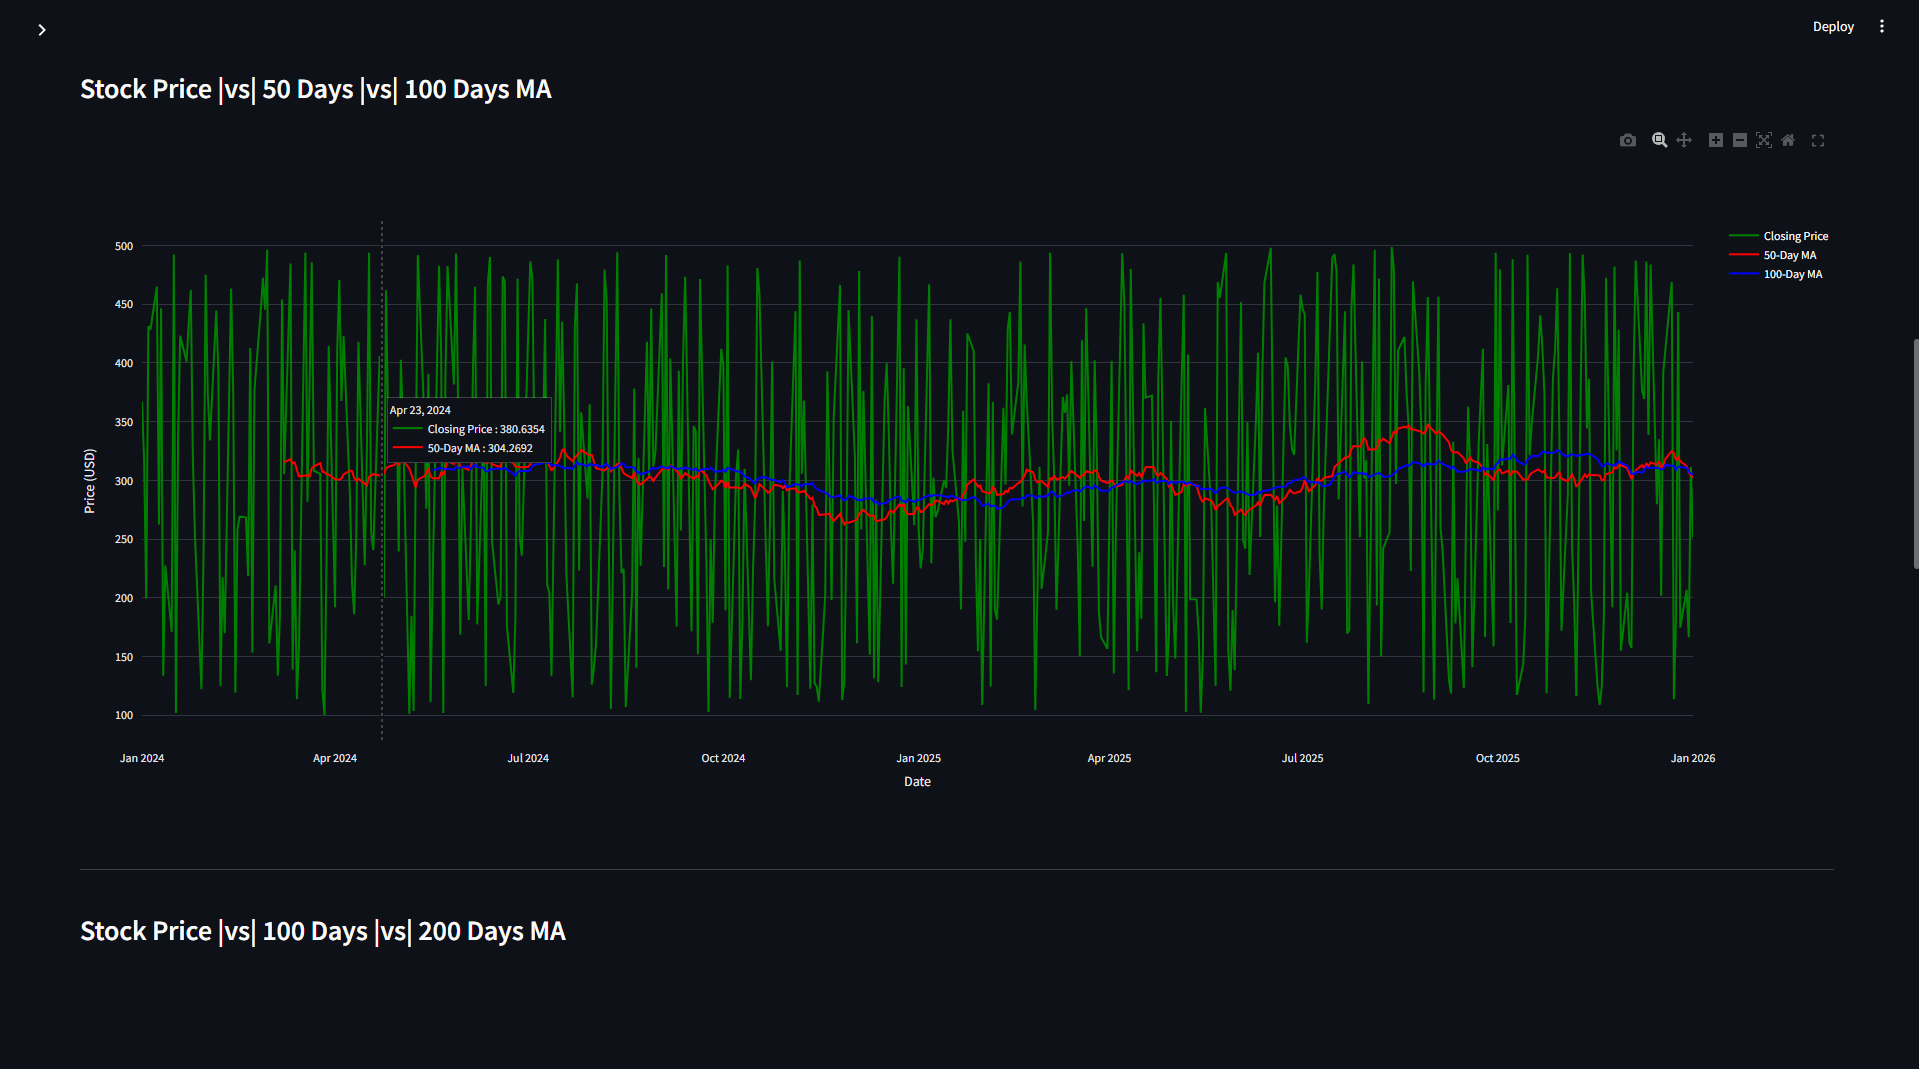 Deploy
Stock Price |vs| 50 Days |vs| 100 Days MA
Closing Price
50-Day MA
100-Day MA
500
450
400
350
300
250
200
150
100
Price (USD)
Apr 23, 2024
Closing Price : 380.6354
50-Day MA : 304.2692
Jan 2024
Apr 2024
Jul 2024
Oct 2024
Jan 2025
Apr 2025
Jul 2025
Oct 2025
Jan 2026
Date
Stock Price |vs| 100 Days |vs| 200 Days MA